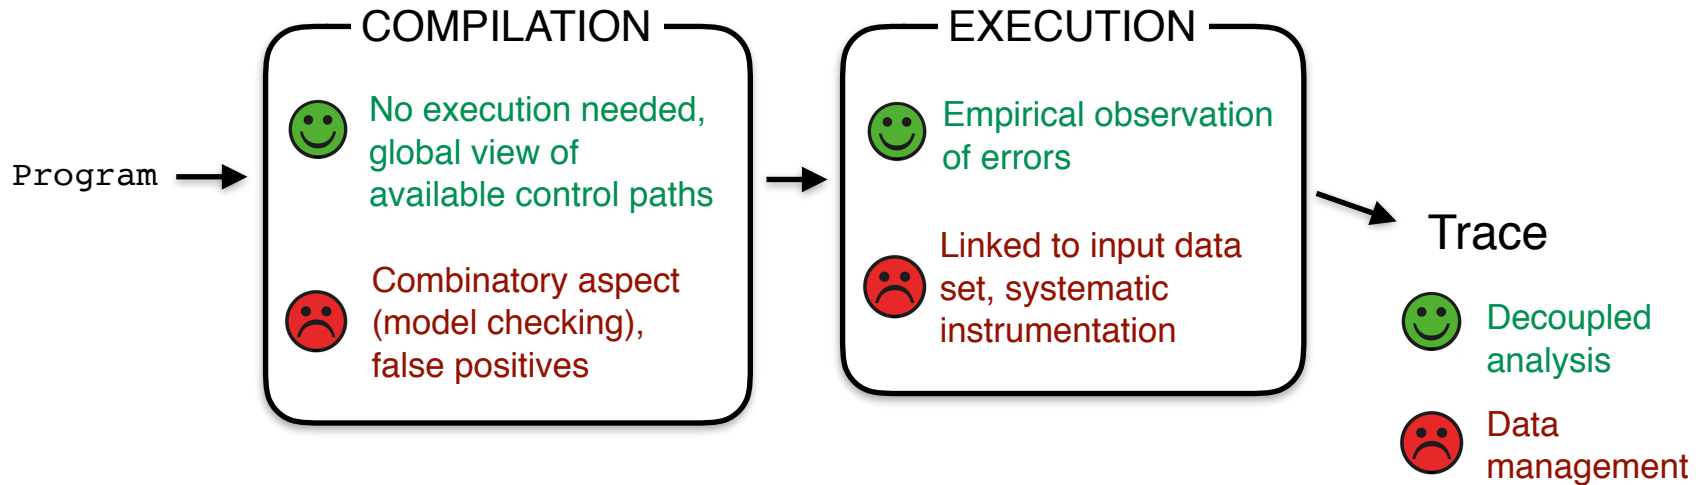 Program
COMPILATION
No execution needed,
global view of
available control paths
Combinatory aspect
(model checking),
false positives
EXECUTION
Empirical observation
of errors
Linked to input data
set, systematic
instrumentation
Trace
Decoupled
analysis
Data
management